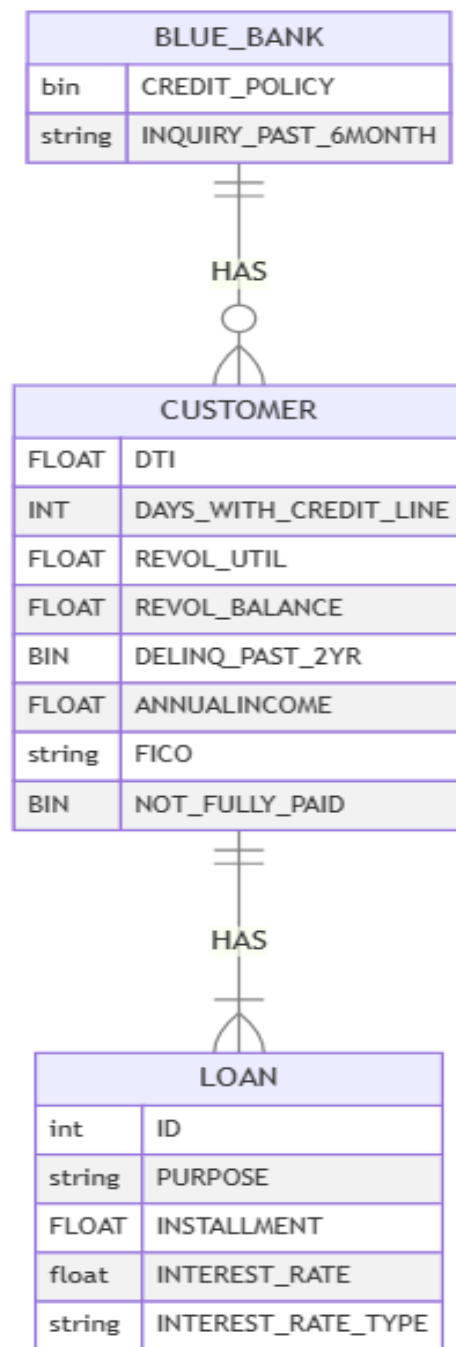 BLUE_BANK
bin CREDIT_POLICY
string INQUIRY_PAST_6MONTH
HAS
CUSTOMER
FLOAT DTI
INT DAYS_WITH_CREDIT_LINE
FLOAT REVOL_UTIL
FLOAT REVOL_BALANCE
BIN DELINQ_PAST_2YR
FLOAT ANNUALINCOME
string FICO
BIN NOT_FULLY_PAID
HAS
LOAN
int ID
string PURPOSE
FLOAT INSTALLMENT
float INTEREST_RATE
string INTEREST_RATE_TYPE